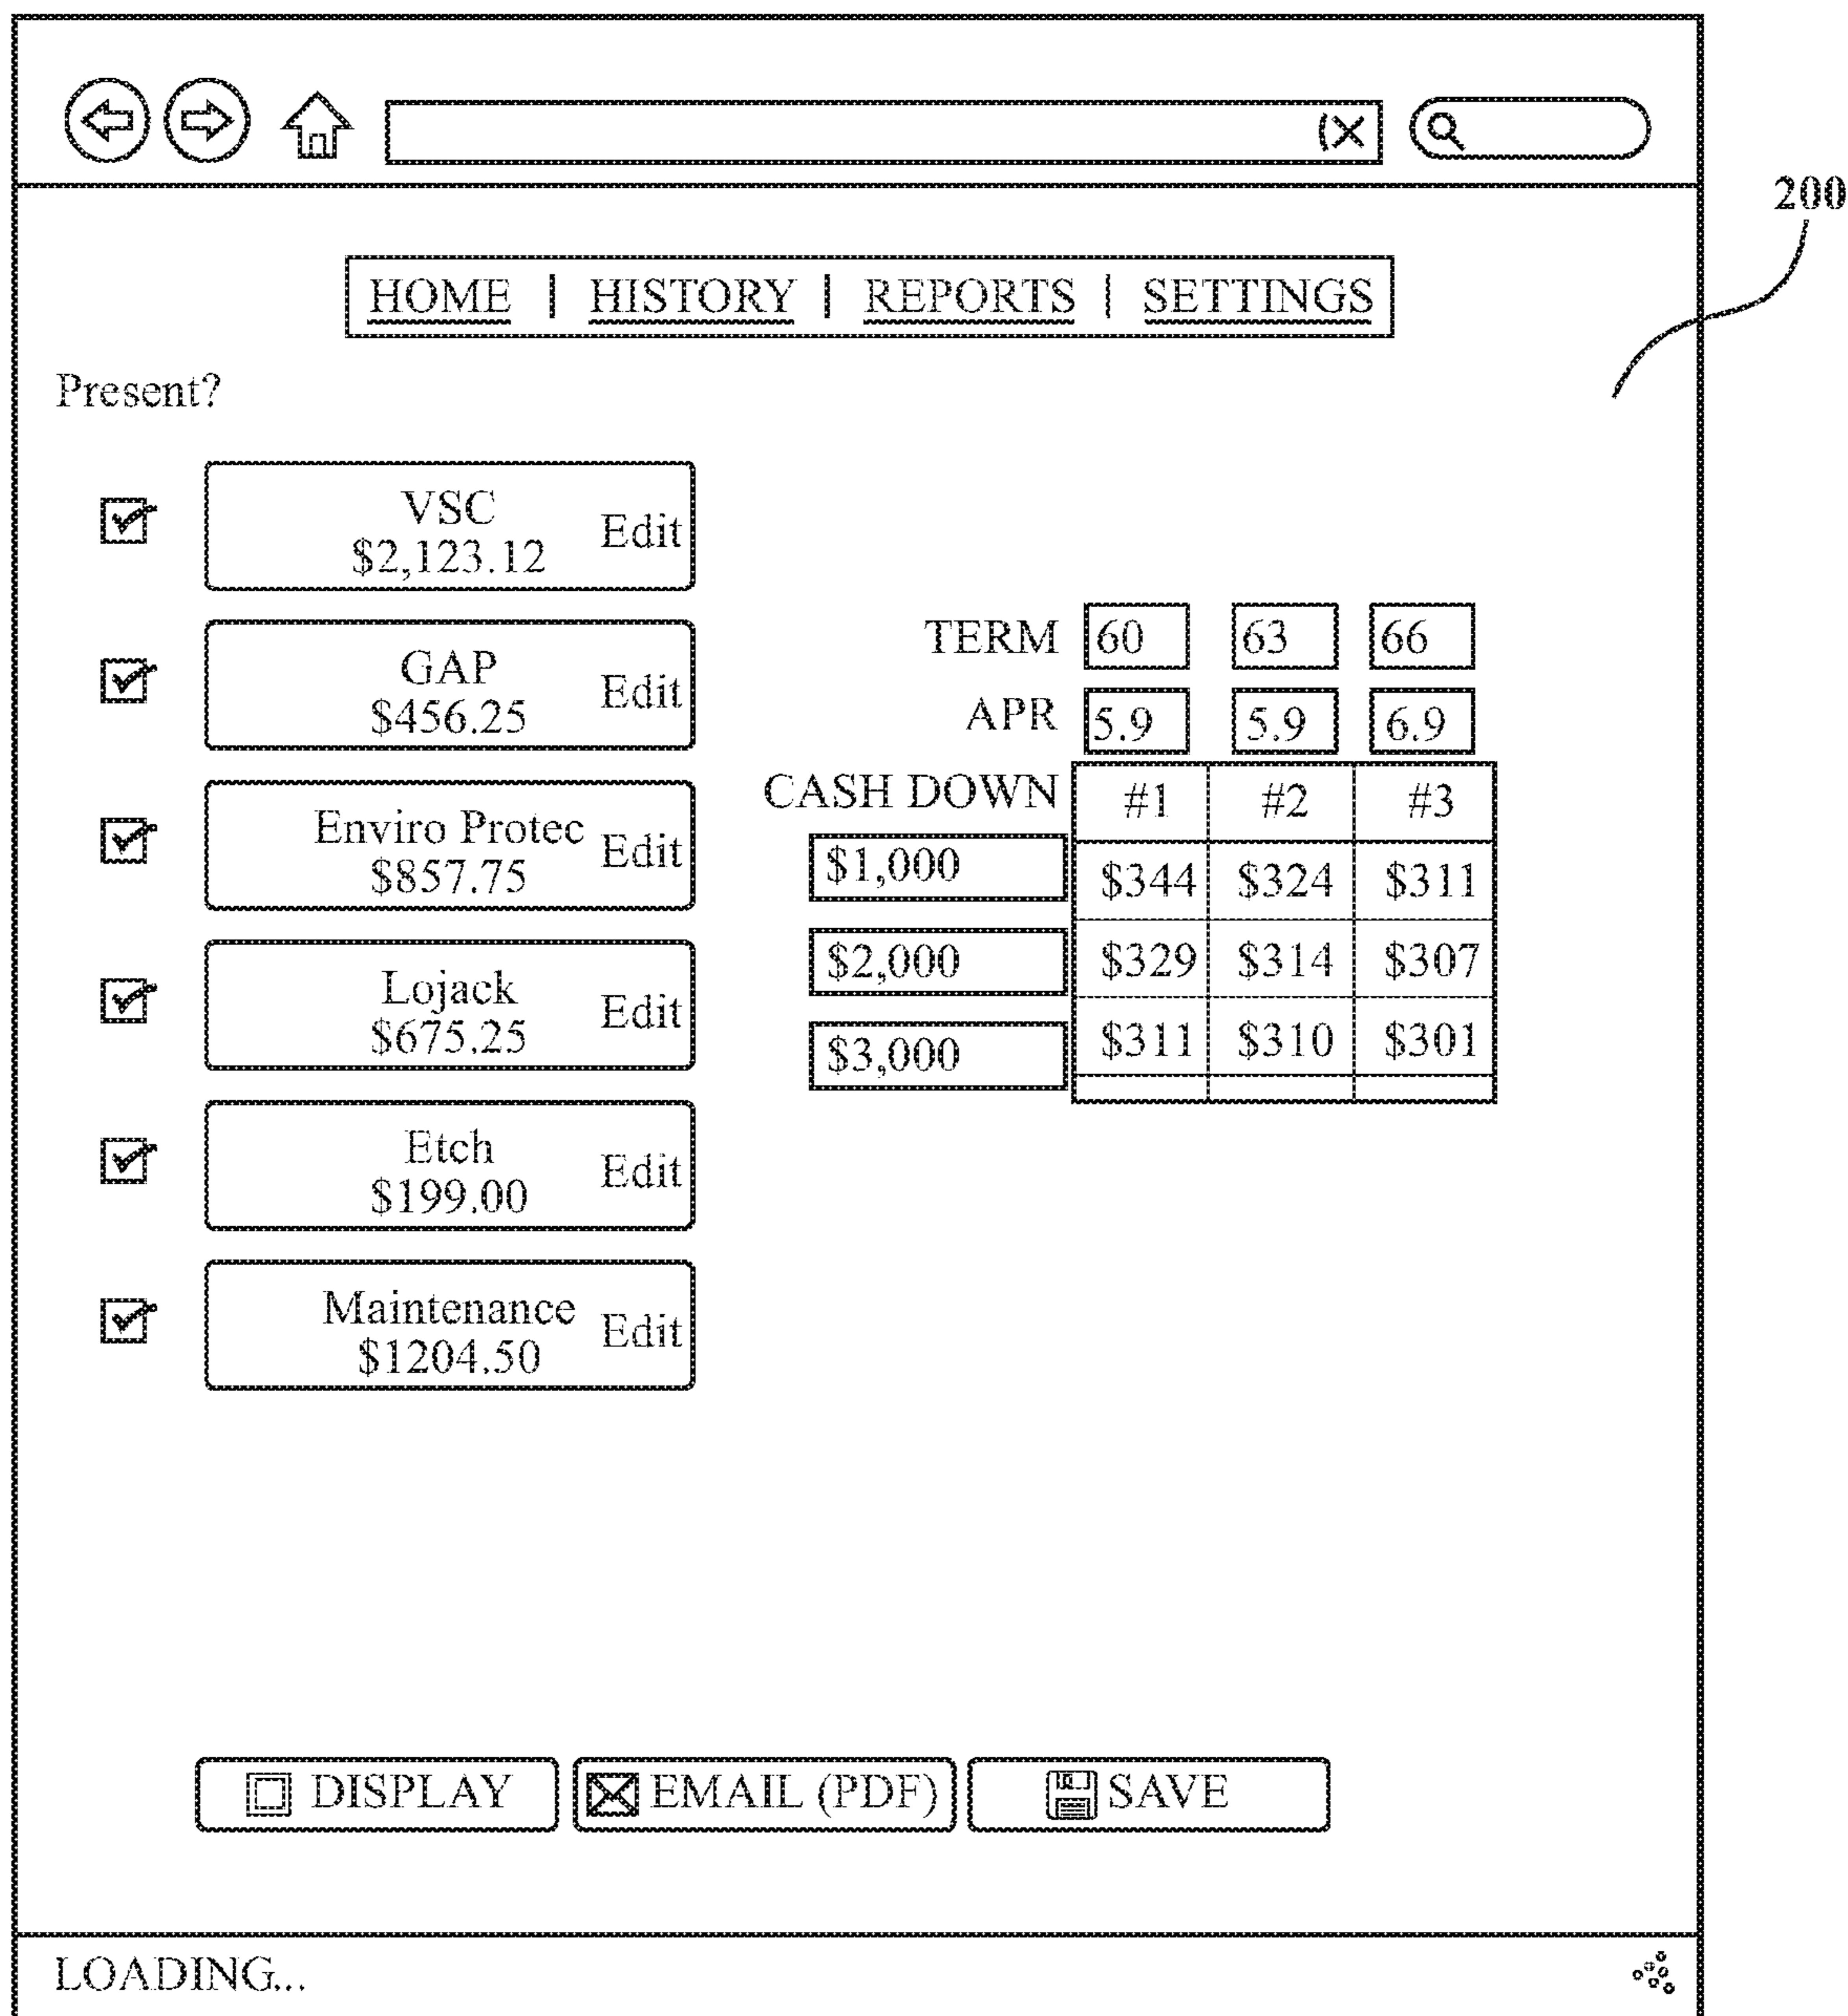 200
HOME | HISTORY | REPORTS | SETTINGS
Present?
VSC
$2,123.12
Edit
GAP
$456.25
Edit
Enviro Protec
$857.75
Edit
Lojack
$675.25
Edit
Etch
$199.00
Edit
Maintenance
$1204.50
Edit
TERM 60 63 66
APR 5.9 5.9 6.9
CASH DOWN #1 #2 #3
$1,000 $344 $324 $311
$2,000 $329 $314 $307
$3,000 $311 $310 $301
DISPLAY EMAIL (PDF) SAVE
LOADING...